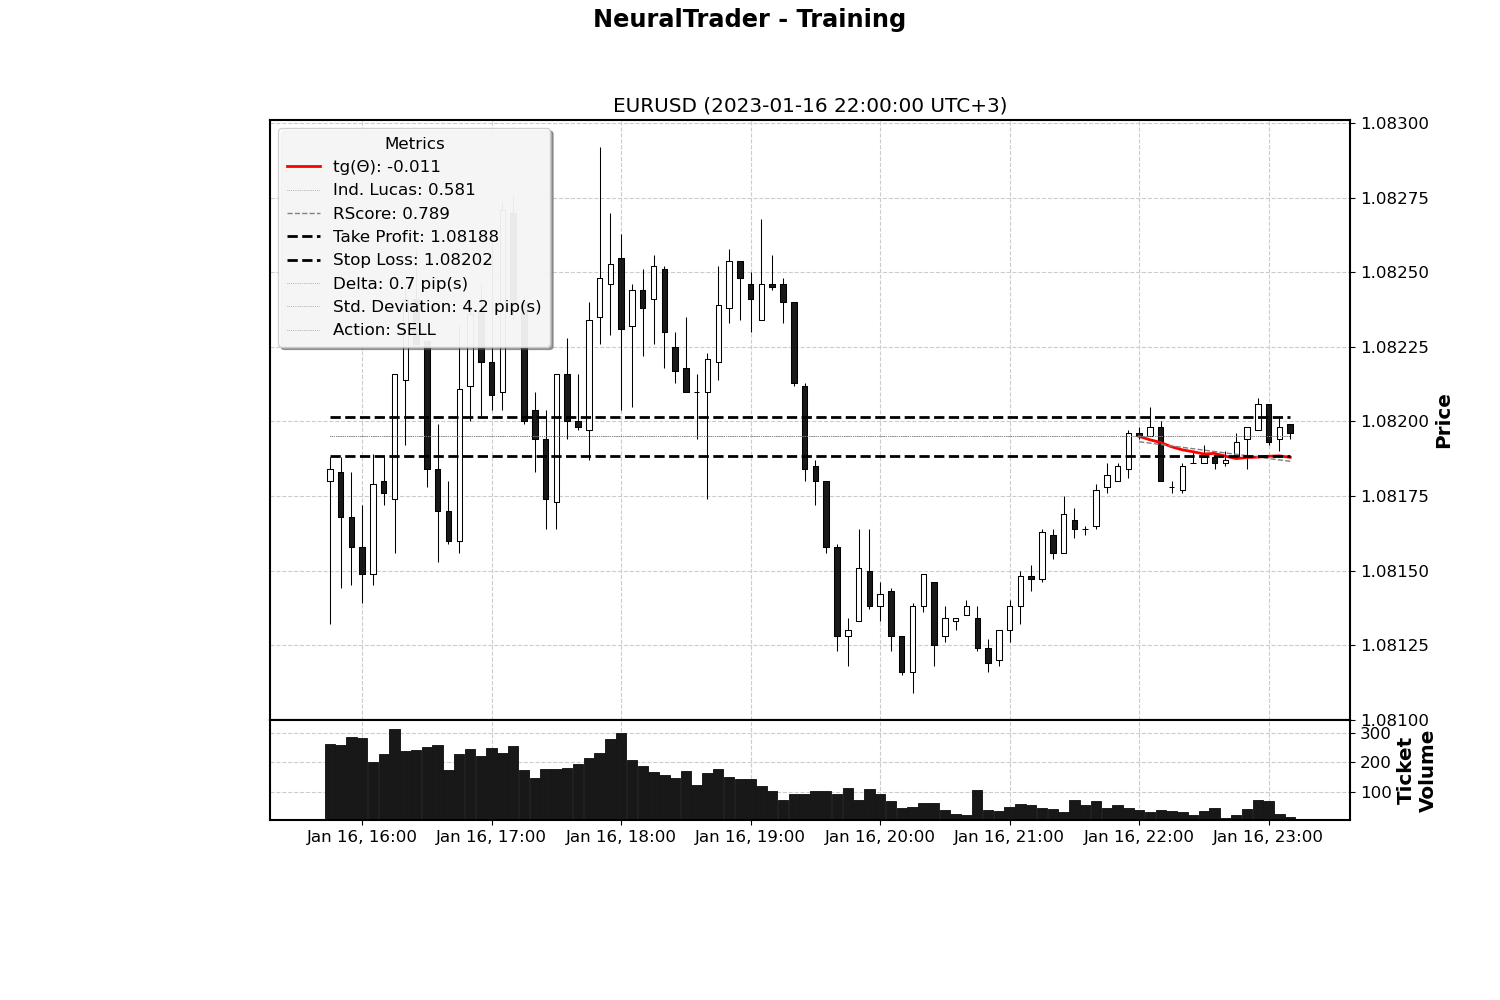 NeuralTrader - Training
EURUSD (2023-01-16 22:00:00 UTC+3)
Metrics
tg(Θ): -0.011
Ind. Lucas: 0.581
RScore: 0.789
Take Profit: 1.08188
Stop Loss: 1.08202
Delta: 0.7 pip(s)
Std. Deviation: 4.2 pip(s)
Action: SELL
1.08300
1.08275
1.08250
1.08225
1.08200
1.08175
1.08150
1.08125
1.08100
Price
300
200
100
Ticket
Volume
Jan 16, 16:00
Jan 16, 17:00
Jan 16, 18:00
Jan 16, 19:00
Jan 16, 20:00
Jan 16, 21:00
Jan 16, 22:00
Jan 16, 23:00